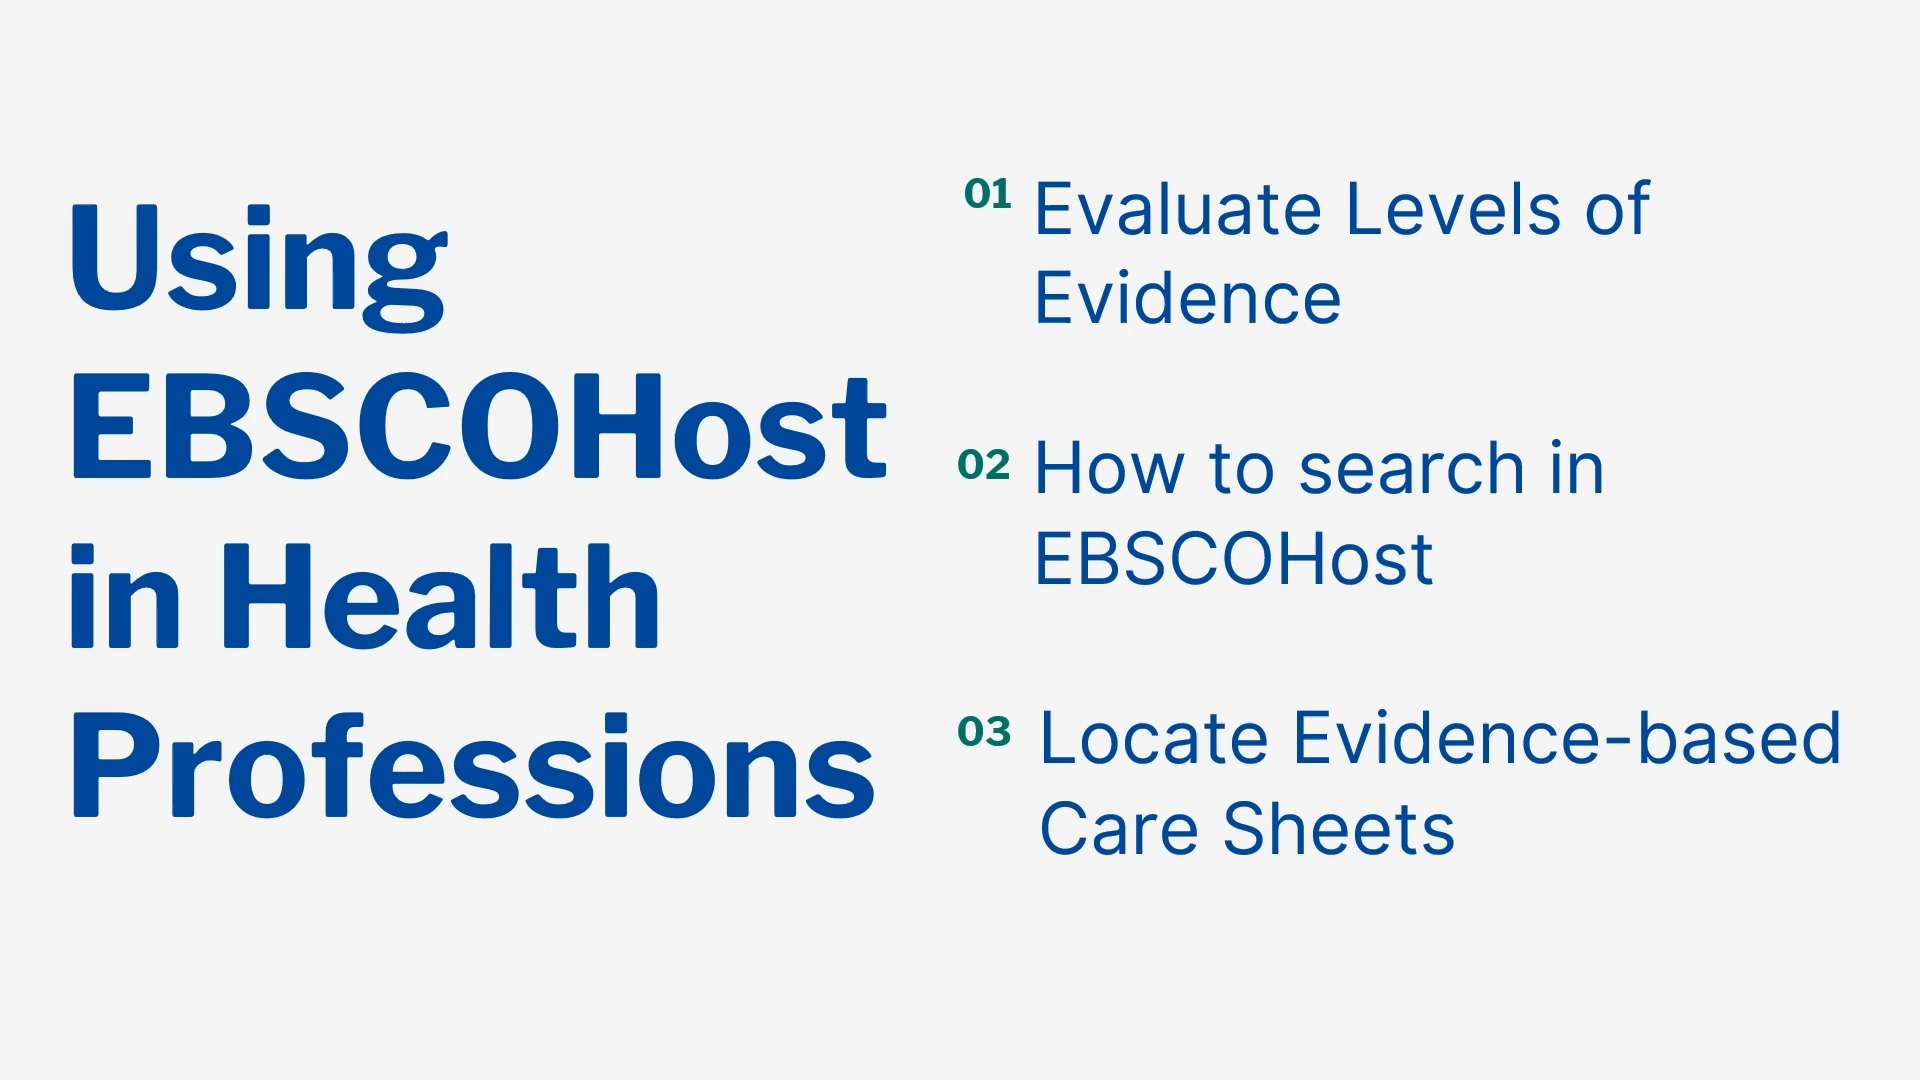 Using
EBSCOHost
in Health
Professions
01 Evaluate Levels of
Evidence
02 How to search in
EBSCOHost
03 Locate Evidence-based
Care Sheets